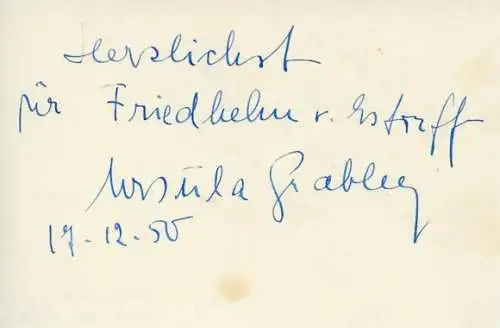 Herzlichst
für Friedhelm v. Estorff
Ursula Grabley
17.-12.50